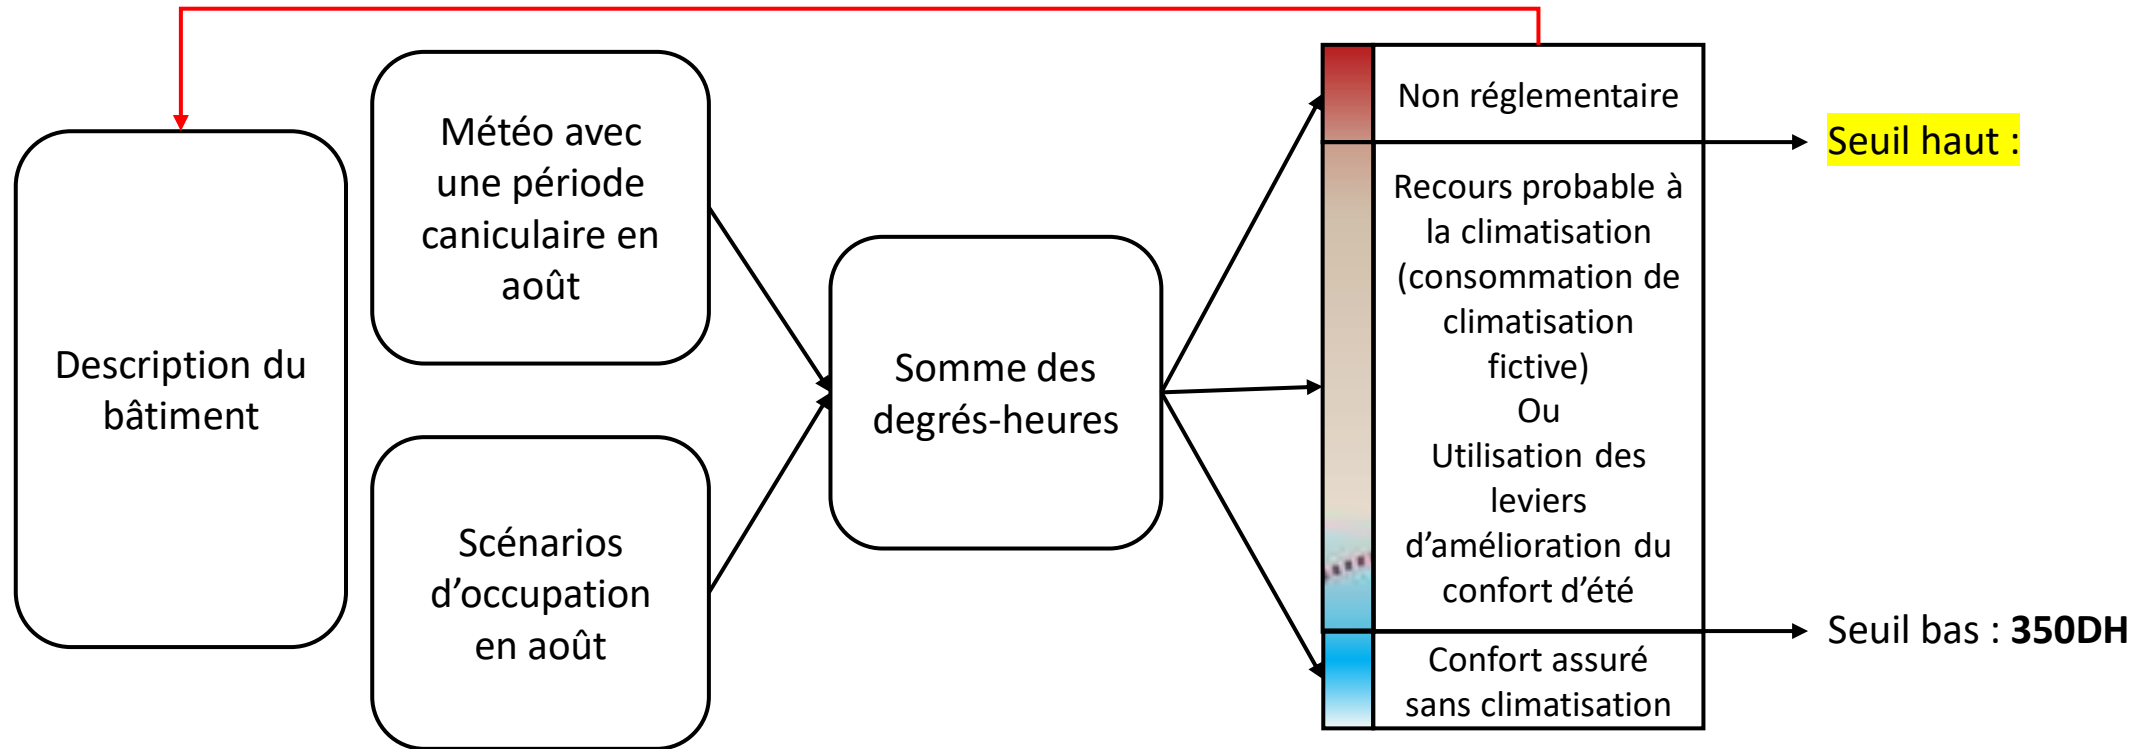 Description du
bâtiment
Météo avec
une période
caniculaire en
août
Scénarios
d’occupation
en août
Somme des
degrés-heures
Non réglementaire
Recours probable à
la climatisation
(consommation de
climatisation
fictive)
Ou
Utilisation des
leviers
d’amélioration du
confort d’été
Confort assuré
sans climatisation
Seuil haut :
Seuil bas : 350DH